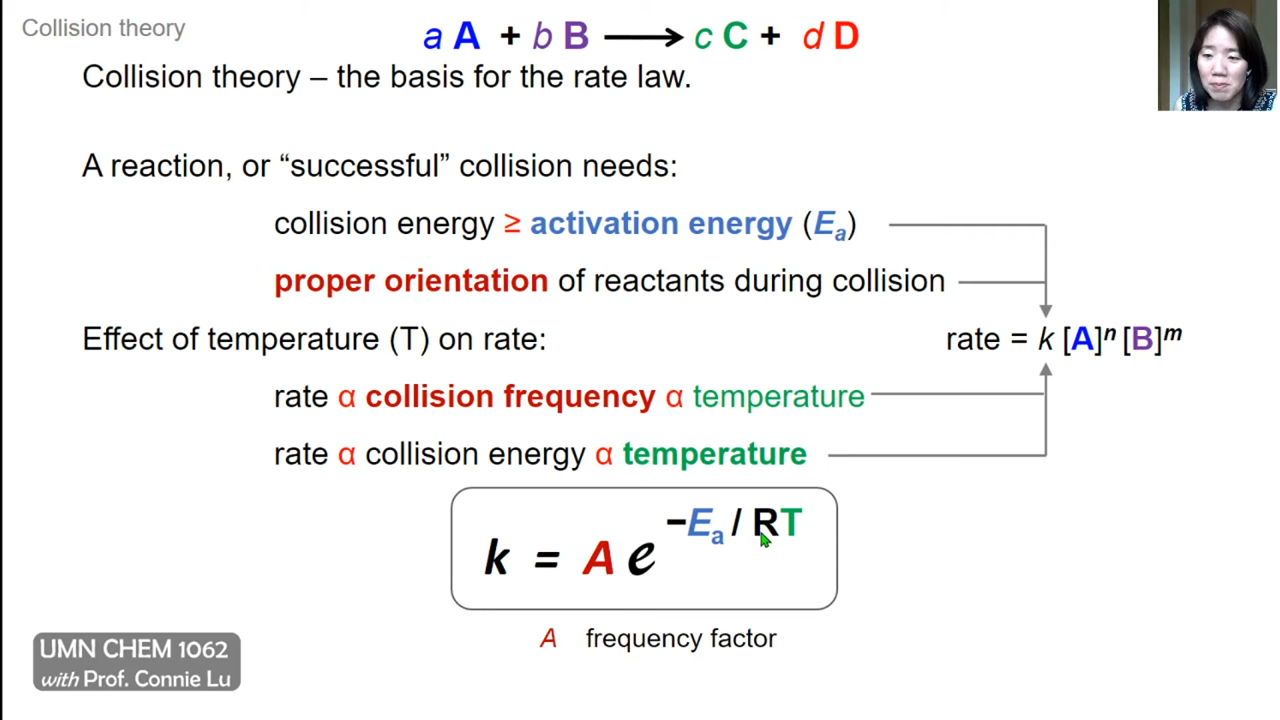 Collision theory
a A + b B ⟶ c C + d D
Collision theory – the basis for the rate law.
A reaction, or “successful” collision needs:
collision energy ≥ activation energy (Eₐ)
proper orientation of reactants during collision
Effect of temperature (T) on rate:
rate = k [A]ⁿ [B]ᵐ
rate α collision frequency α temperature
rate α collision energy α temperature
k = A e^(−Eₐ / RT)
A frequency factor
UMN CHEM 1062
with Prof. Connie Lu